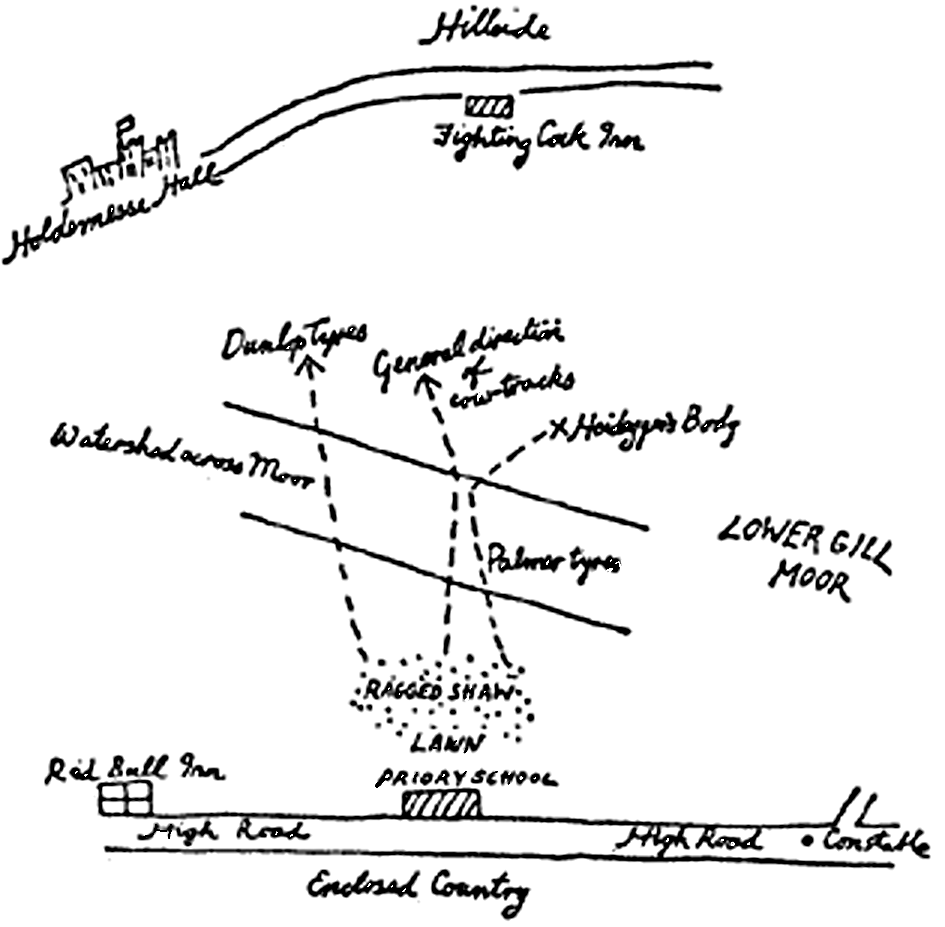 Hillside
Fighting Cock Inn
Holdernesse Hall
Dunlop Tyres
General direction
of
cow-tracks
X Heidegger's Body
Watershed across Moor
LOWER GILL
MOOR
Palmer tyres
RAGGED SHAW
LAWN
Red Bull Inn
PRIORY SCHOOL
High Road
High Road
Constable
Enclosed Country